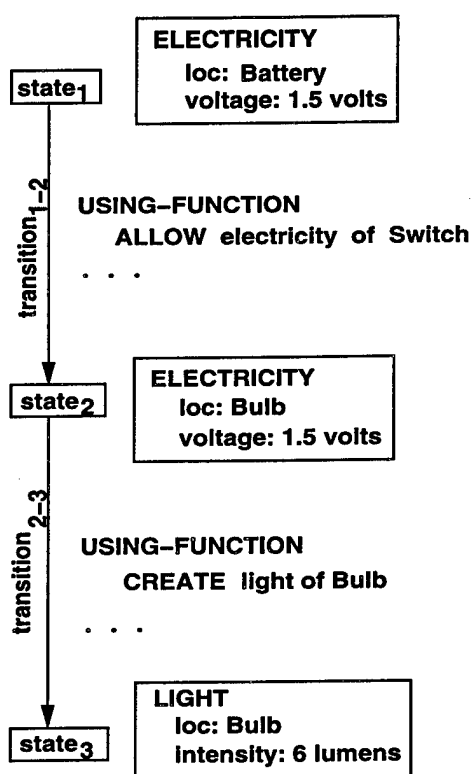 ELECTRICITY
loc: Battery
voltage: 1.5 volts
state1
transition1–2
USING–FUNCTION
ALLOW electricity of Switch
. . .
ELECTRICITY
loc: Bulb
voltage: 1.5 volts
state2
transition2–3
USING–FUNCTION
CREATE light of Bulb
. . .
LIGHT
loc: Bulb
intensity: 6 lumens
state3